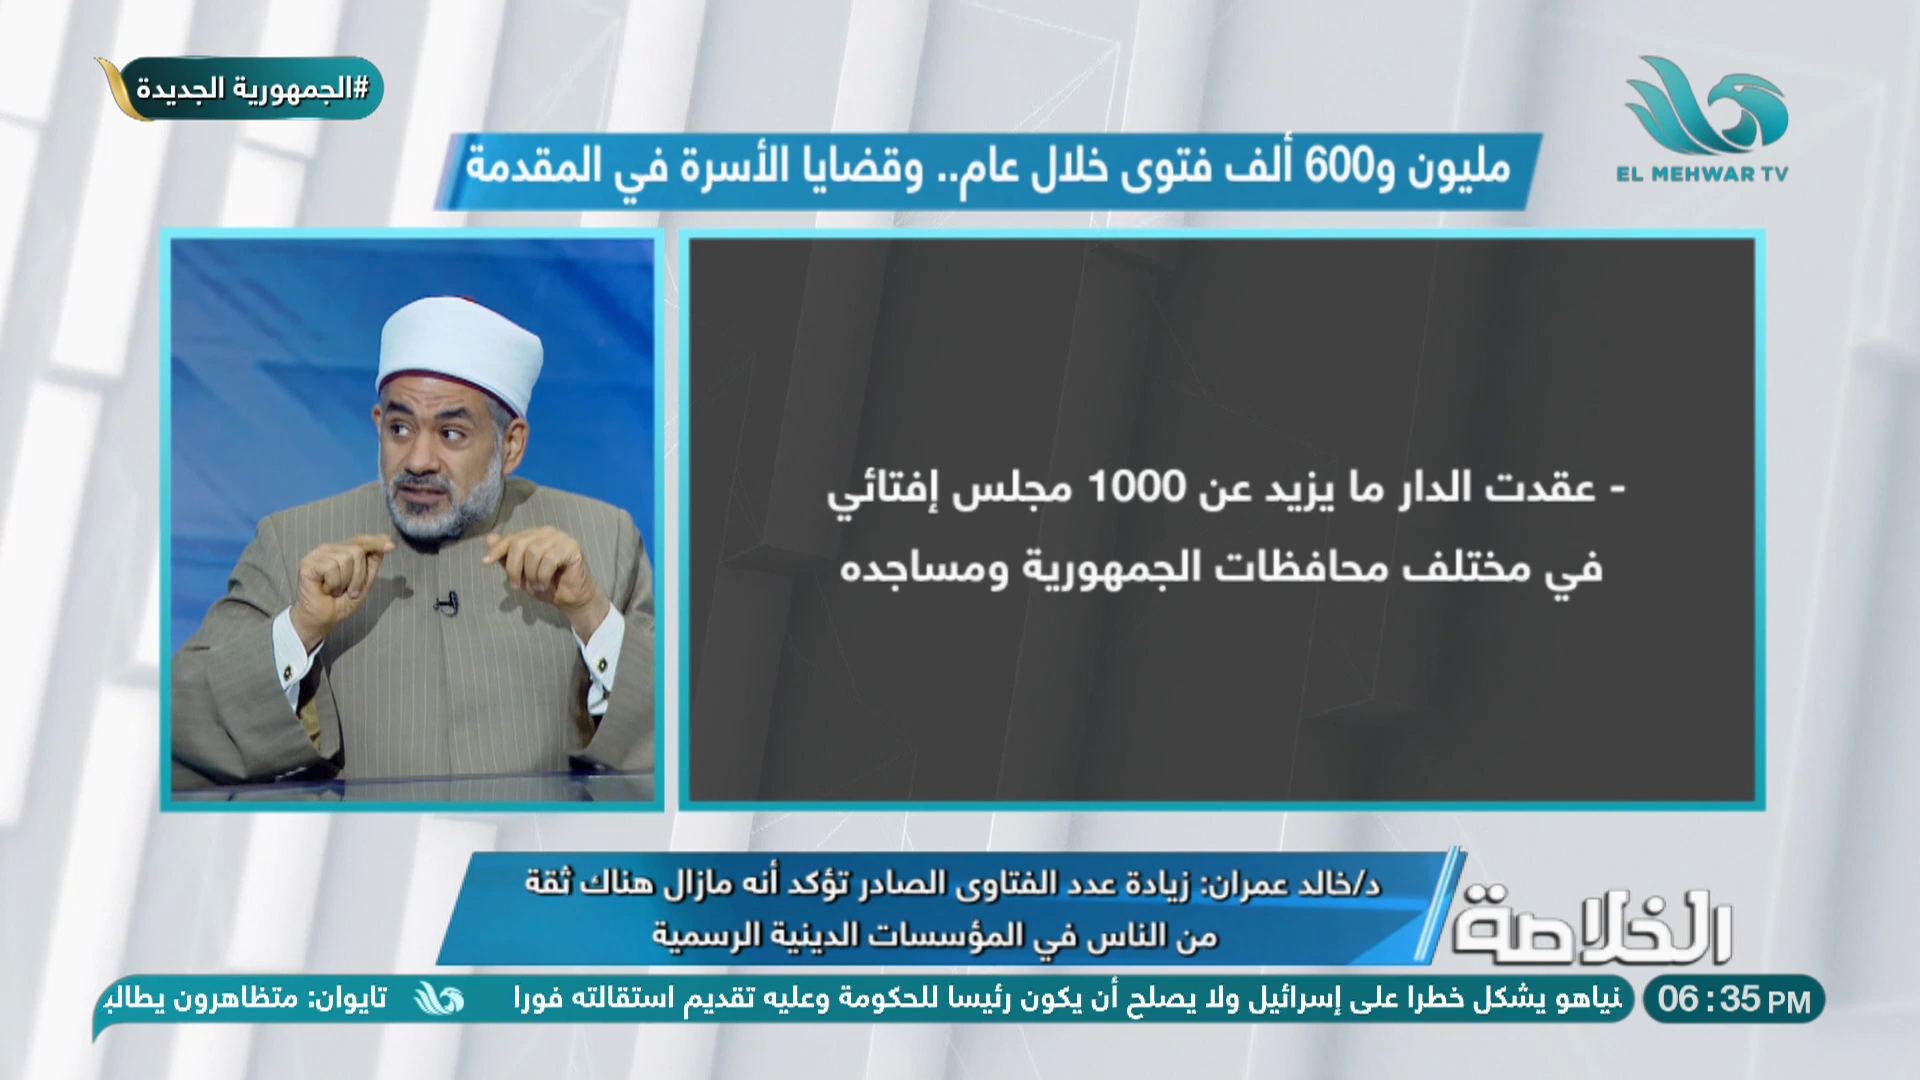 #الجمهورية الجديدة
EL MEHWAR TV
مليون و600 ألف فتوى خلال عام.. وقضايا الأسرة في المقدمة
- عقدت الدار ما يزيد عن 1000 مجلس إفتائي
في مختلف محافظات الجمهورية ومساجده
د/خالد عمران: زيادة عدد الفتاوى الصادر تؤكد أنه مازال هناك ثقة
من الناس في المؤسسات الدينية الرسمية
الخلاصة
نياهو يشكل خطرا على إسرائيل ولا يصلح أن يكون رئيسا للحكومة وعليه تقديم استقالته فورا تايوان: متظاهرون يطالب
06:35 PM